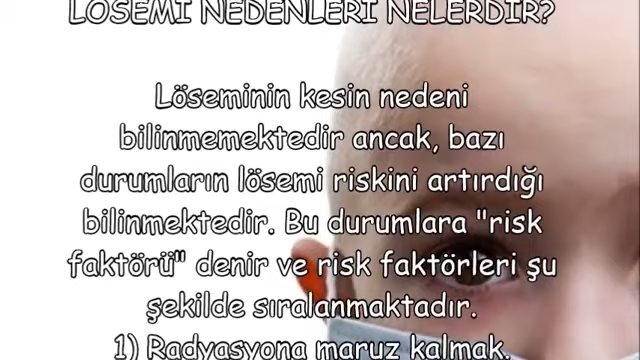 LÖSEMİ NEDENLERİ NELERDİR?
Löseminin kesin nedeni
bilinmemektedir ancak, bazı
durumların lösemi riskini artırdığı
bilinmektedir. Bu durumlara "risk
faktörü" denir ve risk faktörleri şu
şekilde sıralanmaktadır.
1) Radyasyona maruz kalmak.